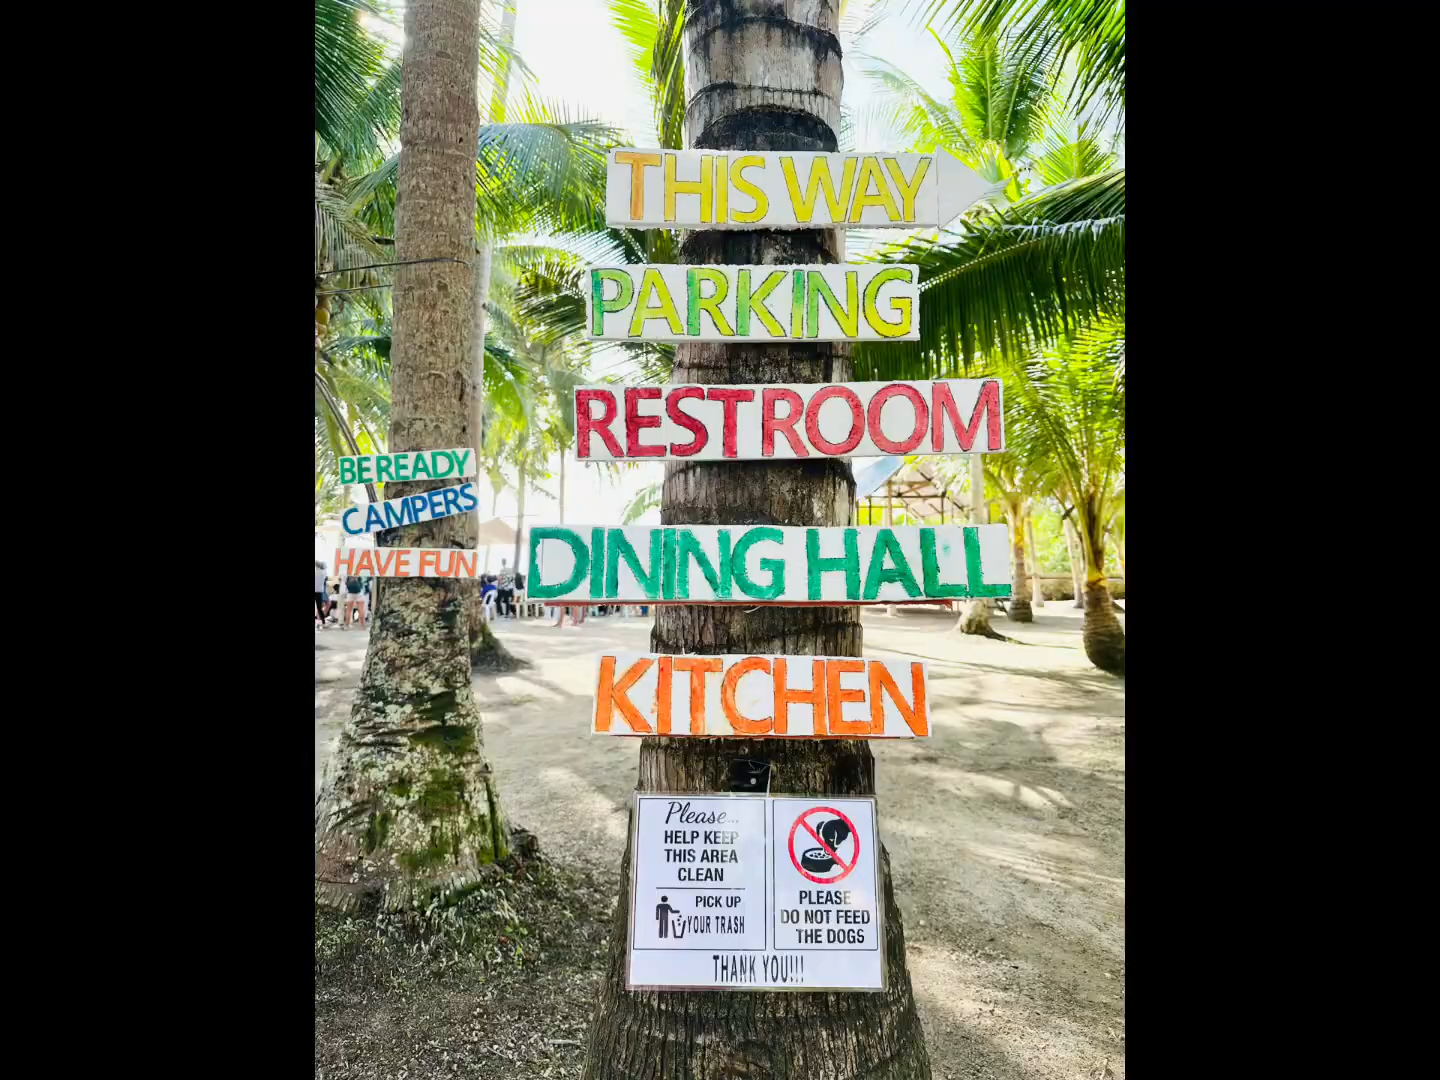 THIS WAY
PARKING
RESTROOM
DINING HALL
KITCHEN
BE READY
CAMPERS
HAVE FUN
Please...
HELP KEEP
THIS AREA
CLEAN
PICK UP
YOUR TRASH
PLEASE
DO NOT FEED
THE DOGS
THANK YOU!!!